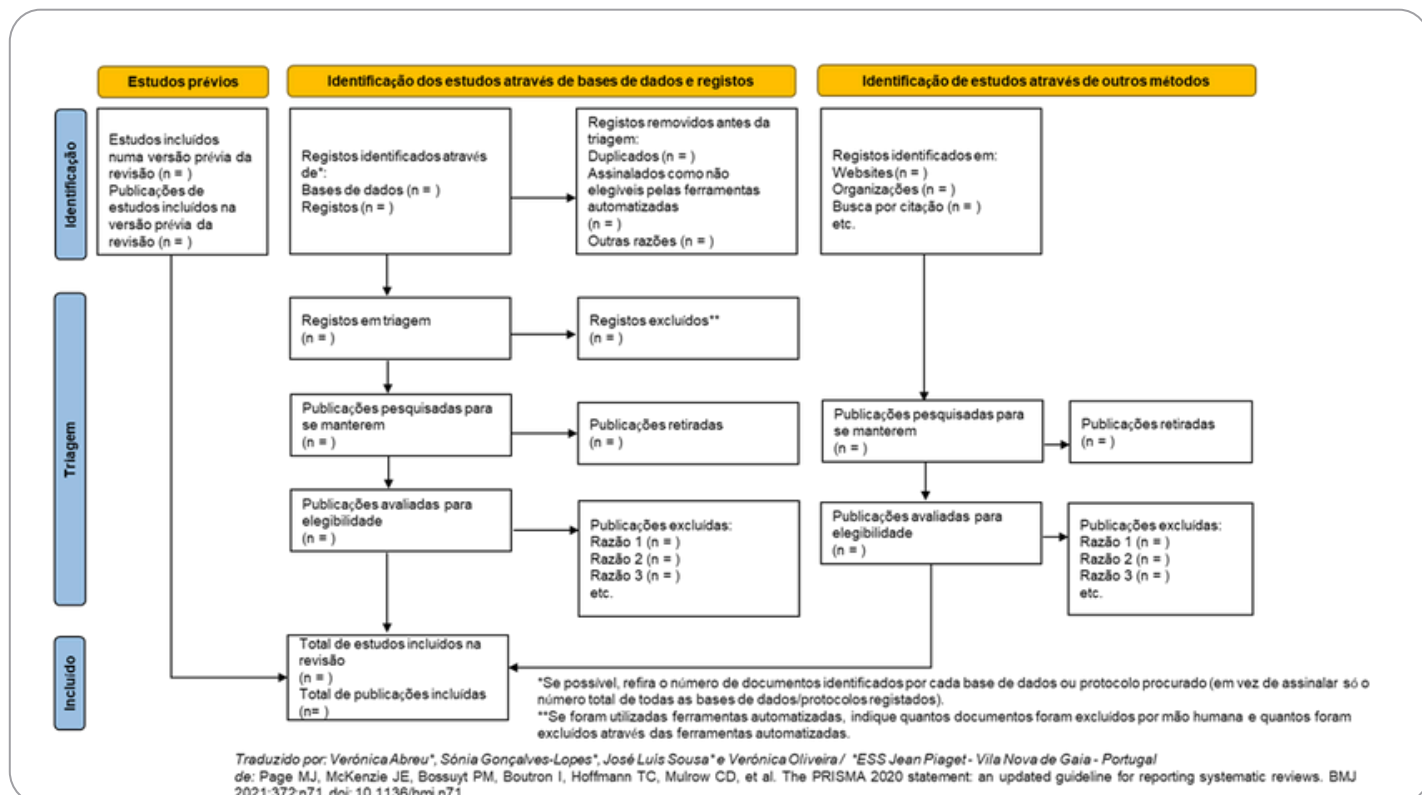 Estudos prévios
Identificação dos estudos através de bases de dados e registos
Identificação de estudos através de outros métodos
Identificação
Estudos incluídos
numa versão prévia da
revisão (n = )
Publicações de
estudos incluídos na
versão prévia da
revisão (n = )
Registos identificados através
de*:
Bases de dados (n = )
Registos (n = )
Registos removidos antes da
triagem:
Duplicados (n = )
Assinalados como não
elegíveis pelas ferramentas
automatizadas
(n = )
Outras razões (n = )
Registos identificados em:
Websites (n = )
Organizações (n = )
Busca por citação (n = )
etc.
Triagem
Registos em triagem
(n = )
Registos excluídos**
(n = )
Publicações pesquisadas para
se manterem
(n = )
Publicações retiradas
(n = )
Publicações pesquisadas para
se manterem
(n = )
Publicações retiradas
(n = )
Publicações avaliadas para
elegibilidade
(n = )
Publicações excluídas:
Razão 1 (n = )
Razão 2 (n = )
Razão 3 (n = )
etc.
Publicações avaliadas para
elegibilidade
(n = )
Publicações excluídas:
Razão 1 (n = )
Razão 2 (n = )
Razão 3 (n = )
etc.
Incluído
Total de estudos incluídos na
revisão
(n = )
Total de publicações incluídas
(n= )
*Se possível, refira o número de documentos identificados por cada base de dados ou protocolo procurado (em vez de assinalar só o
número total de todas as bases de dados/protocolos registados).
**Se foram utilizadas ferramentas automatizadas, indique quantos documentos foram excluídos por mão humana e quantos foram
excluídos através das ferramentas automatizadas.
Traduzido por: Verónica Abreu*, Sónia Gonçalves-Lopes*, José Luís Sousa* e Verónica Oliveira / *ESS Jean Piaget - Vila Nova de Gaia - Portugal
de: Page MJ, McKenzie JE, Bossuyt PM, Boutron I, Hoffmann TC, Mulrow CD, et al. The PRISMA 2020 statement: an updated guideline for reporting systematic reviews. BMJ
2021;372:n71. doi: 10.1136/bmj.n71